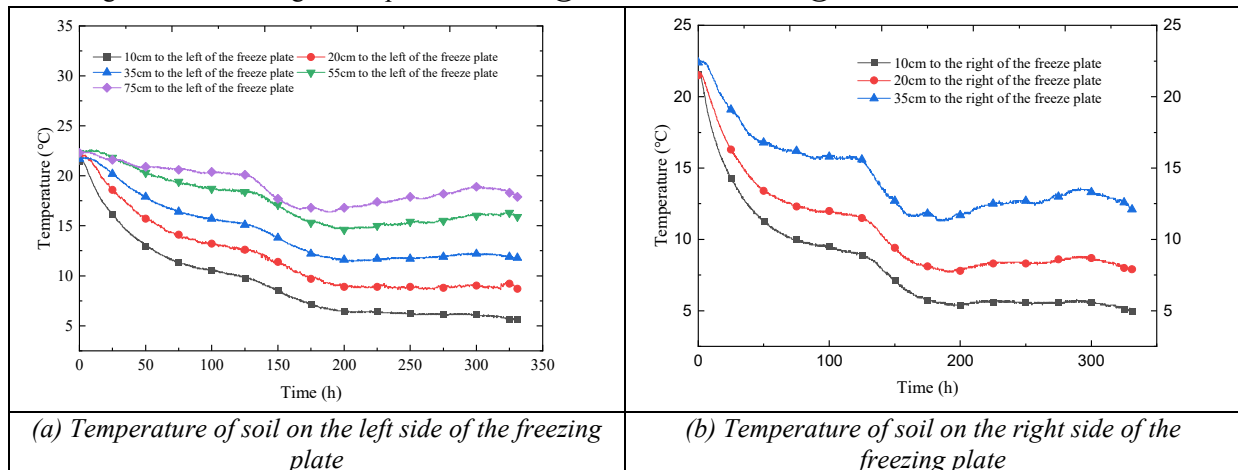 35
30
25
20
15
10
5
Temperature (°C)
10cm to the left of the freeze plate
20cm to the left of the freeze plate
35cm to the left of the freeze plate
55cm to the left of the freeze plate
75cm to the left of the freeze plate
0 50 100 150 200 250 300 350
Time (h)
(a) Temperature of soil on the left side of the freezing
plate
25
20
15
10
5
Temperature (°C)
10cm to the right of the freeze plate
20cm to the right of the freeze plate
35cm to the right of the freeze plate
25
20
15
10
5
0 100 200 300
Time (h)
(b) Temperature of soil on the right side of the
freezing plate